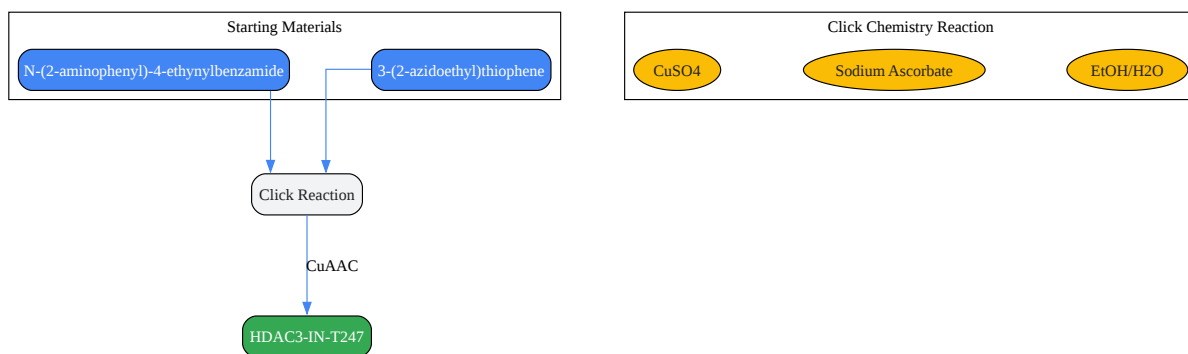 Starting Materials
N-(2-aminophenyl)-4-ethynylbenzamide
3-(2-azidoethyl)thiophene
Click Chemistry Reaction
CuSO4
Sodium Ascorbate
EtOH/H2O
Click Reaction
CuAAC
HDAC3-IN-T247